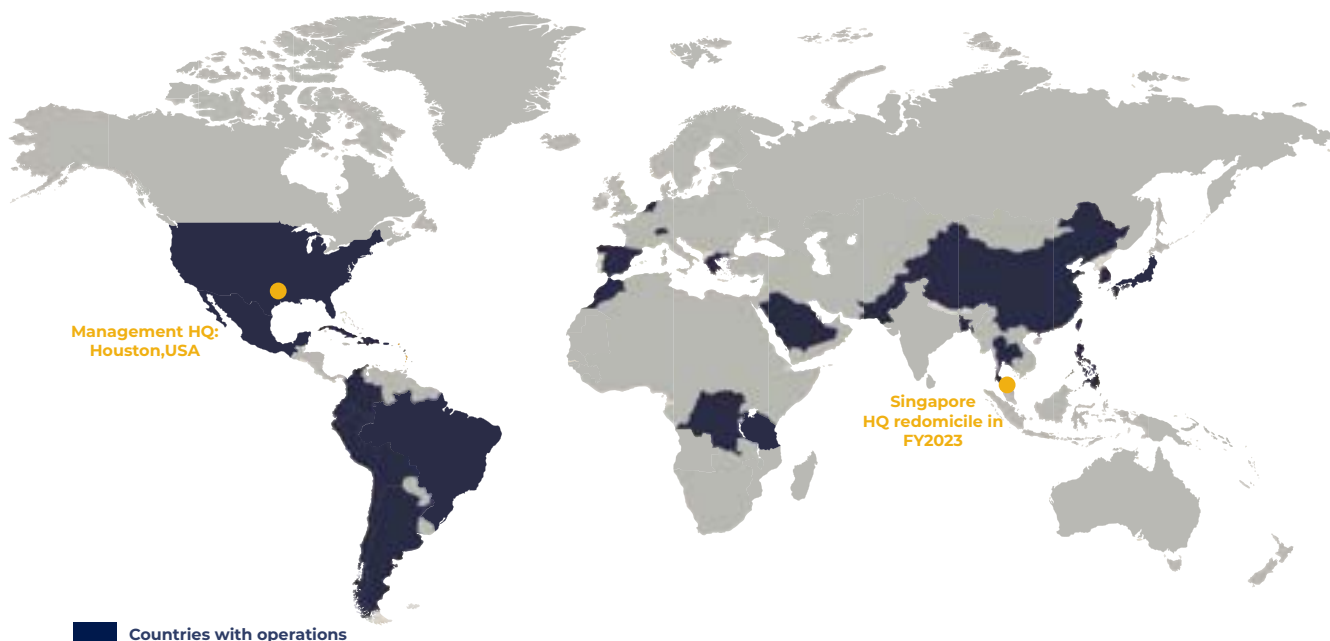 Management HQ:
Houston,USA
Singapore
HQ redomicile in
FY2023
Countries with operations